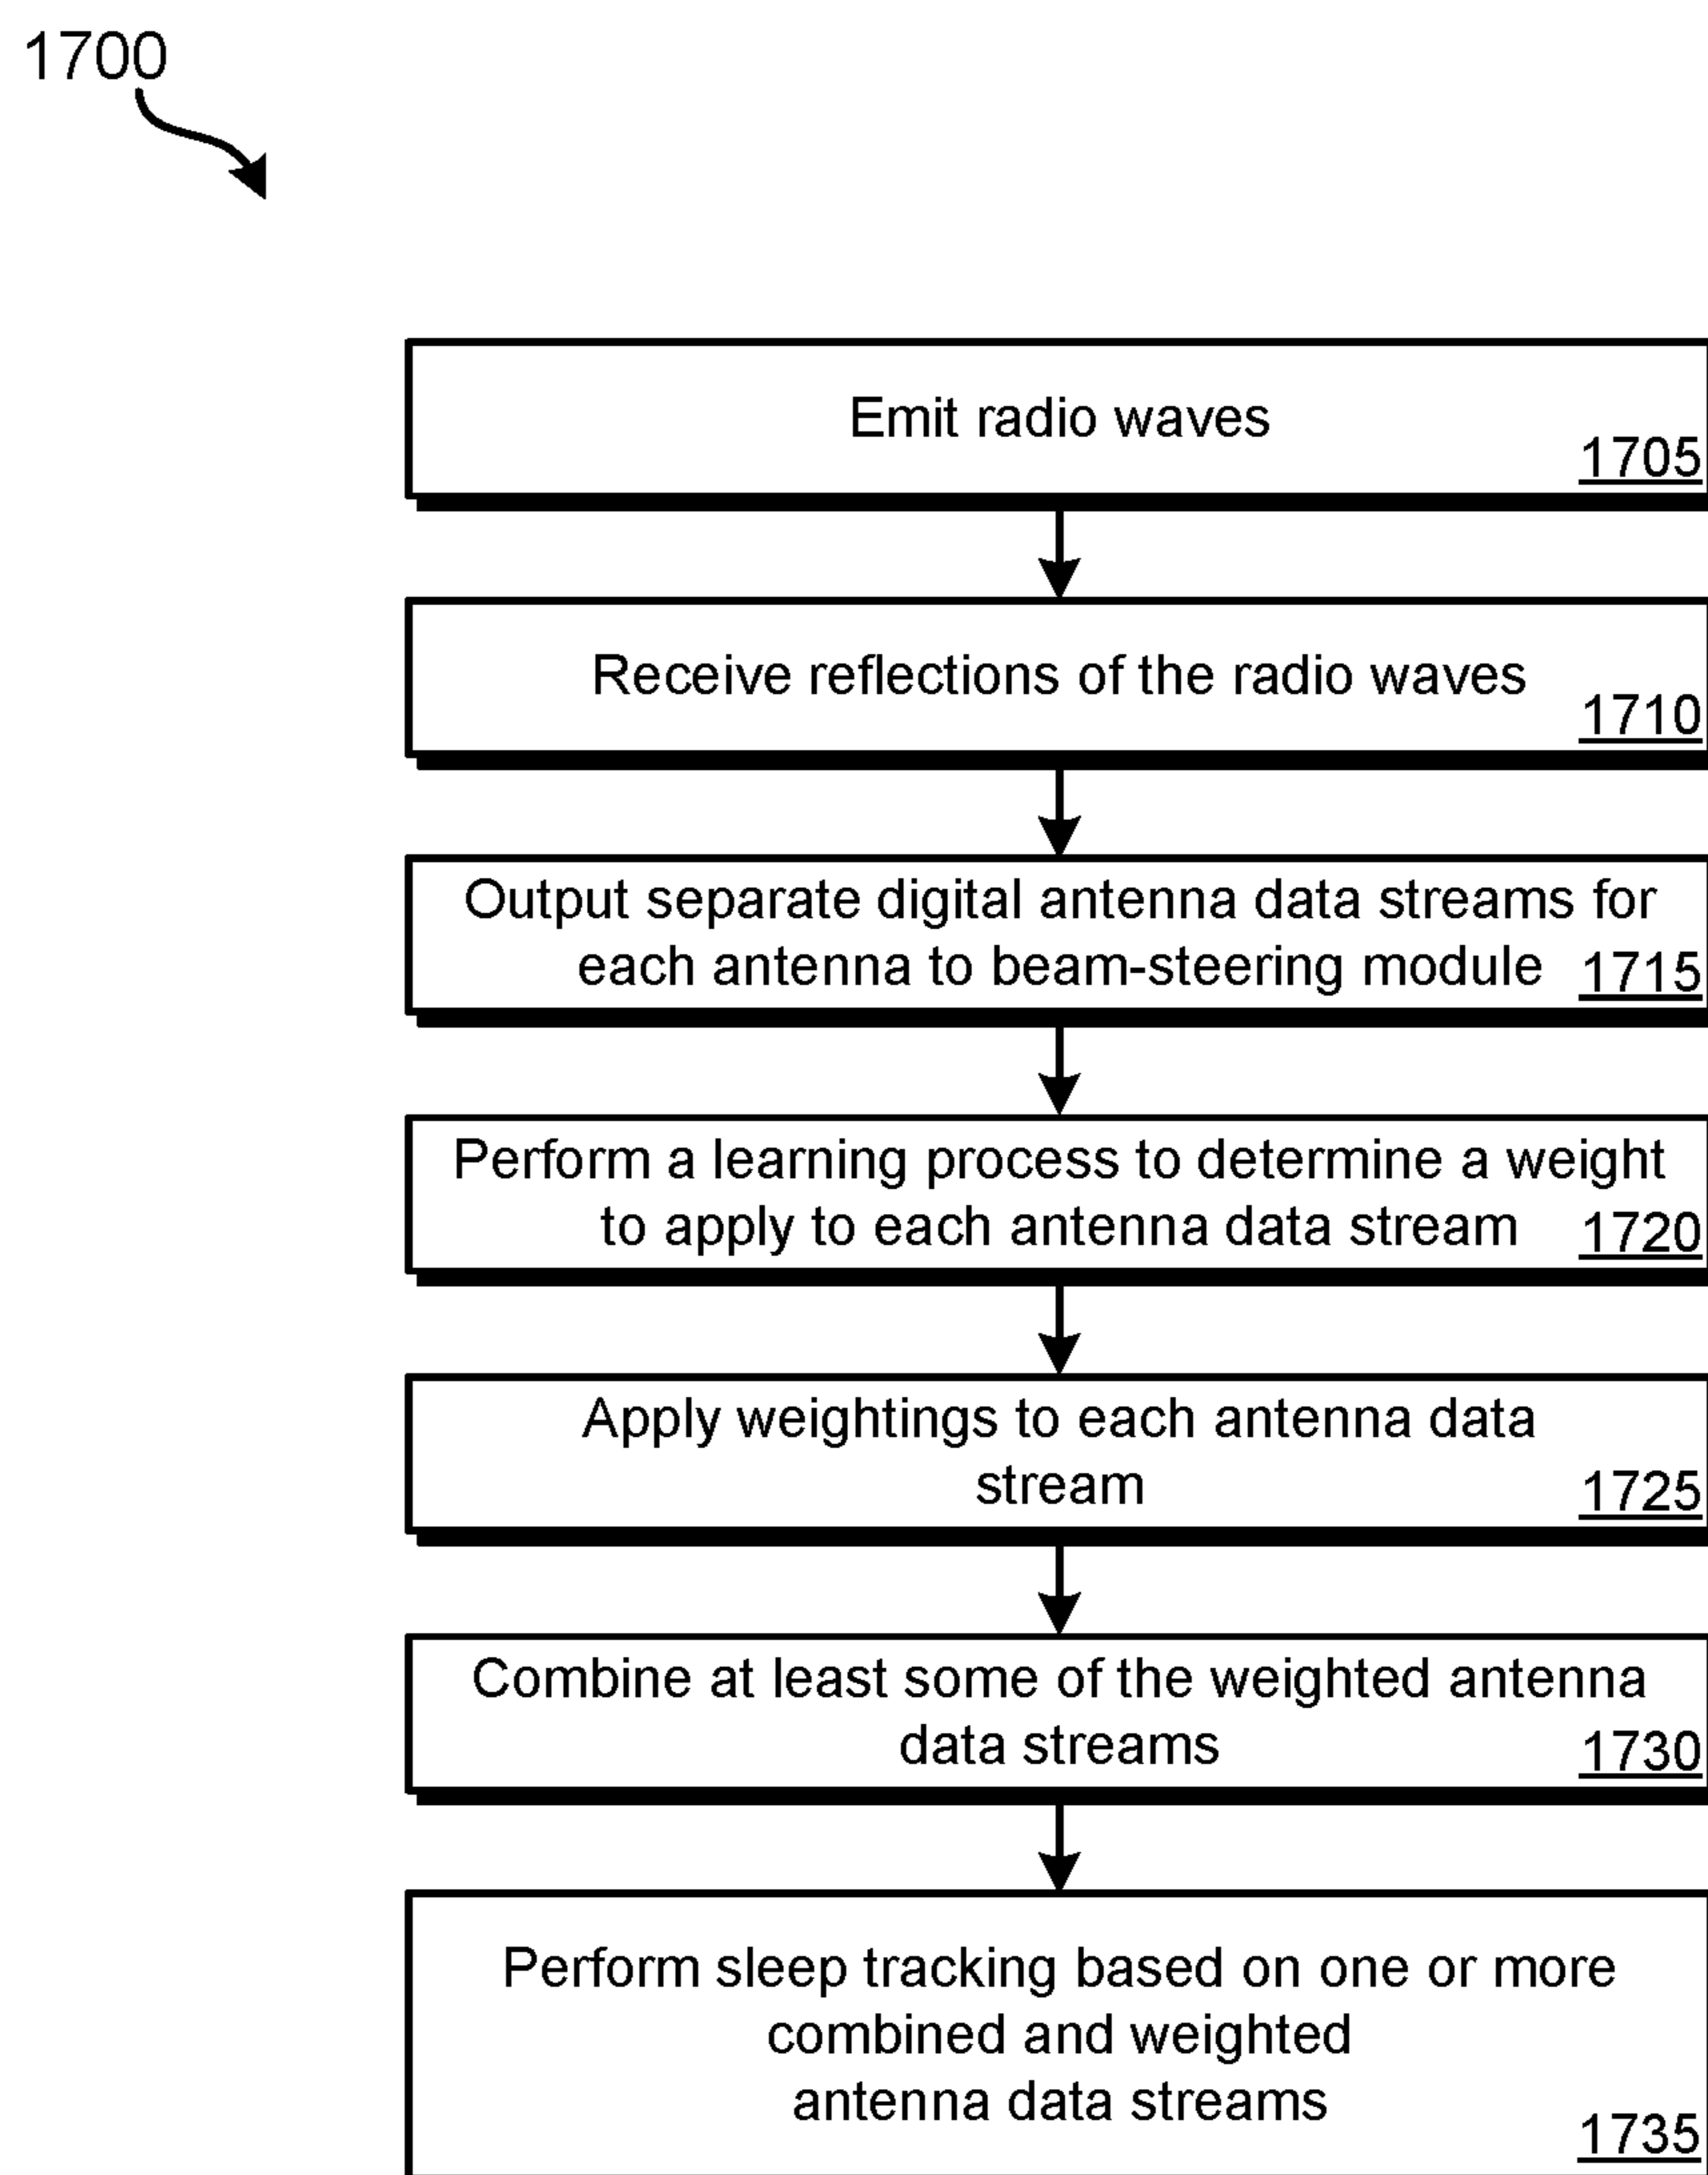 1700
Emit radio waves
1705
Receive reflections of the radio waves
1710
Output separate digital antenna data streams for
each antenna to beam-steering module 1715
Perform a learning process to determine a weight
to apply to each antenna data stream 1720
Apply weightings to each antenna data
stream 1725
Combine at least some of the weighted antenna
data streams 1730
Perform sleep tracking based on one or more
combined and weighted
antenna data streams
1735